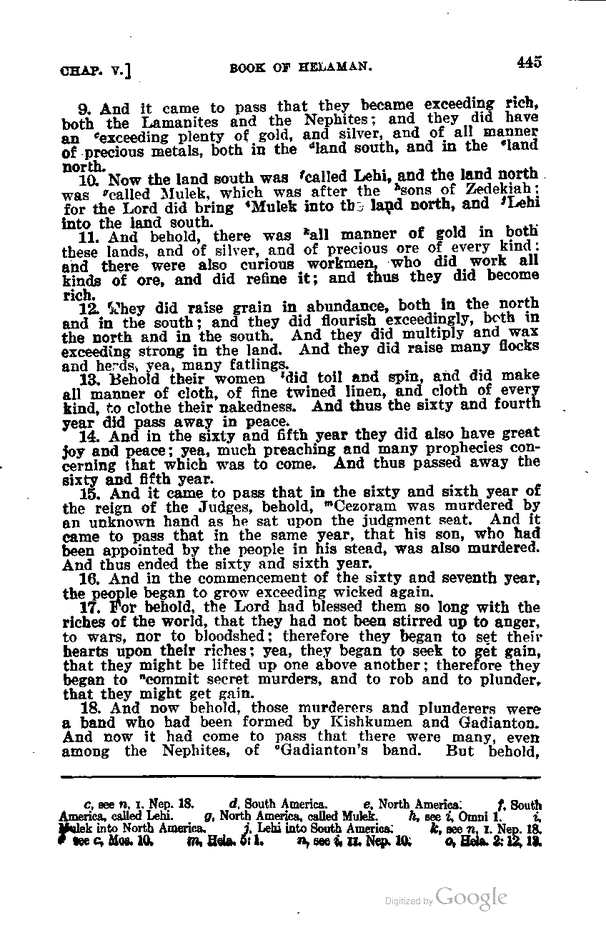 CHAP. V.] BOOK OF HELAMAN. 445
9. And it came to pass that they became exceeding rich,
both the Lamanites and the Nephites; and they did have
an ᶜexceeding plenty of gold, and silver, and of all manner
of precious metals, both in the ᵈland south, and in the ᵉland
north.
10. Now the land south was ᶠcalled Lehi, and the land north
was ᵍcalled Mulek, which was after the ʰsons of Zedekiah;
for the Lord did bring ⁱMulek into the land north, and ʲLehi
into the land south.
11. And behold, there was ᵏall manner of gold in both
these lands, and of silver, and of precious ore of every kind;
and there were also curious workmen, who did work all
kinds of ore, and did refine it; and thus they did become
rich.
12. They did raise grain in abundance, both in the north
and in the south; and they did flourish exceedingly, both in
the north and in the south. And they did multiply and wax
exceeding strong in the land. And they did raise many flocks
and herds, yea, many fatlings.
13. Behold their women ˡdid toil and spin, and did make
all manner of cloth, of fine twined linen, and cloth of every
kind, to clothe their nakedness. And thus the sixty and fourth
year did pass away in peace.
14. And in the sixty and fifth year they did also have great
joy and peace; yea, much preaching and many prophecies con-
cerning that which was to come. And thus passed away the
sixty and fifth year.
15. And it came to pass that in the sixty and sixth year of
the reign of the Judges, behold, ᵐCezoram was murdered by
an unknown hand as he sat upon the judgment seat. And it
came to pass that in the same year, that his son, who had
been appointed by the people in his stead, was also murdered.
And thus ended the sixty and sixth year.
16. And in the commencement of the sixty and seventh year,
the people began to grow exceeding wicked again.
17. For behold, the Lord had blessed them so long with the
riches of the world, that they had not been stirred up to anger,
to wars, nor to bloodshed; therefore they began to set their
hearts upon their riches; yea, they began to seek to get gain,
that they might be lifted up one above another; therefore they
began to ⁿcommit secret murders, and to rob and to plunder,
that they might get gain.
18. And now behold, those murderers and plunderers were
a band who had been formed by Kishkumen and Gadianton.
And now it had come to pass that there were many, even
among the Nephites, of ᵒGadianton's band. But behold,
c, see n, 1. Nep. 18. d, South America. e, North America. f, South
America, called Lehi. g, North America, called Mulek. h, see i, Omni 1. i,
Mulek into North America. j, Lehi into South America. k, see n, 1. Nep. 18.
see c, Mos. 10. m, Hela. 5: 1. n, see i, 11. Nep. 10. o, Hela. 2: 12, 13.
Digitized by Google